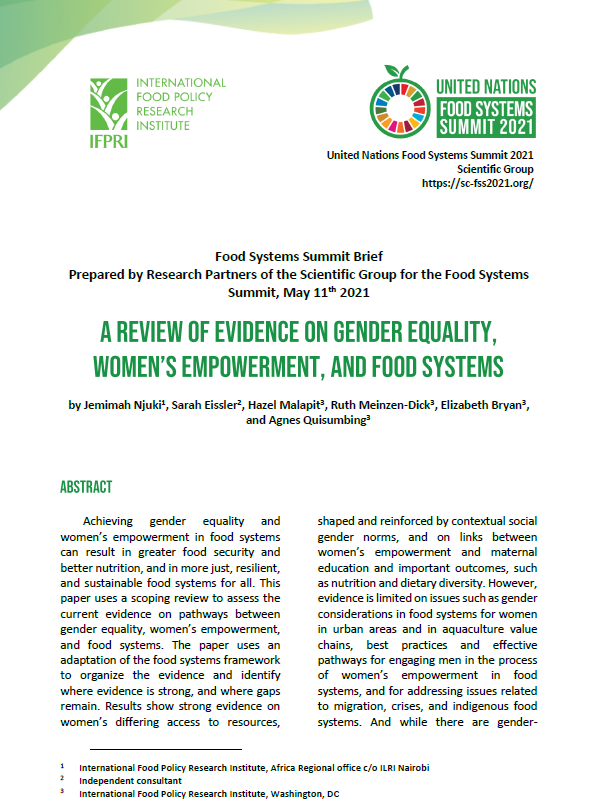 INTERNATIONAL
FOOD POLICY
RESEARCH
INSTITUTE
IFPRI
UNITED NATIONS
FOOD SYSTEMS
SUMMIT 2021
United Nations Food Systems Summit 2021
Scientific Group
https://sc-fss2021.org/
Food Systems Summit Brief
Prepared by Research Partners of the Scientific Group for the Food Systems
Summit, May 11th 2021
A REVIEW OF EVIDENCE ON GENDER EQUALITY,
WOMEN’S EMPOWERMENT, AND FOOD SYSTEMS
by Jemimah Njuki¹, Sarah Eissler², Hazel Malapit³, Ruth Meinzen-Dick³, Elizabeth Bryan³,
and Agnes Quisumbing³
ABSTRACT
Achieving gender equality and
women’s empowerment in food systems
can result in greater food security and
better nutrition, and in more just, resilient,
and sustainable food systems for all. This
paper uses a scoping review to assess the
current evidence on pathways between
gender equality, women’s empowerment,
and food systems. The paper uses an
adaptation of the food systems framework
to organize the evidence and identify
where evidence is strong, and where gaps
remain. Results show strong evidence on
women’s differing access to resources,
shaped and reinforced by contextual social
gender norms, and on links between
women’s empowerment and maternal
education and important outcomes, such
as nutrition and dietary diversity. However,
evidence is limited on issues such as gender
considerations in food systems for women
in urban areas and in aquaculture value
chains, best practices and effective
pathways for engaging men in the process
of women’s empowerment in food
systems, and for addressing issues related
to migration, crises, and indigenous food
systems. And while there are gender-
¹ International Food Policy Research Institute, Africa Regional office c/o ILRI Nairobi
² Independent consultant
³ International Food Policy Research Institute, Washington, DC